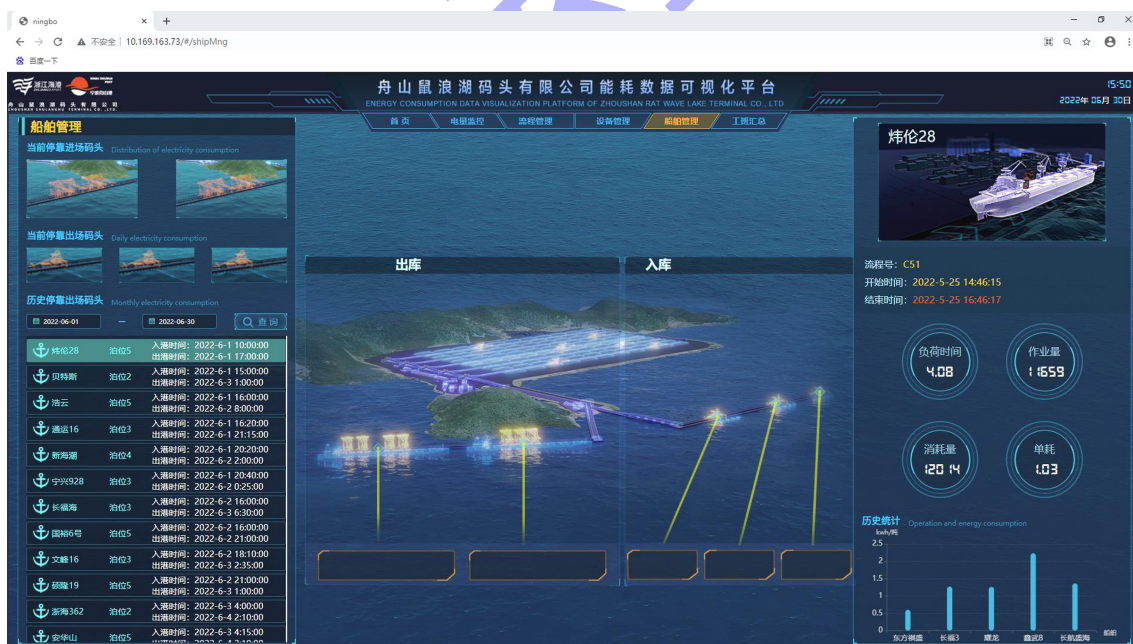 ningbo
不安全 | 10.169.163.73/#/shipMng
百度一下
浙江海港
宁波舟山港
舟山鼠浪湖码头有限公司
舟山鼠浪湖码头有限公司能耗数据可视化平台
ENERGY CONSUMPTION DATA VISUALIZATION PLATFORM OF ZHOUSHAN RAT WAVE LAKE TERMINAL CO., LTD
15:50
2022年 06月 30日
首页 电量监控 流程管理 设备管理 船舶管理 工班汇总
船舶管理
当前停靠进场码头 Distribution of electricity consumption
当前停靠出场码头 Daily electricity consumption
历史停靠出场码头 Monthly electricity consumption
2022-06-01 — 2022-06-30 查询
炜伦28 泊位5 入港时间：2022-6-1 10:00:00
出港时间：2022-6-1 17:00:00
贝特斯 泊位2 入港时间：2022-6-1 15:00:00
出港时间：2022-6-3 1:00:00
浩云 泊位5 入港时间：2022-6-1 16:00:00
出港时间：2022-6-2 8:00:00
通运16 泊位3 入港时间：2022-6-1 16:20:00
出港时间：2022-6-1 21:15:00
新海潮 泊位4 入港时间：2022-6-1 20:20:00
出港时间：2022-6-2 2:00:00
宁兴928 泊位3 入港时间：2022-6-1 20:40:00
出港时间：2022-6-2 0:25:00
长福海 泊位3 入港时间：2022-6-2 16:00:00
出港时间：2022-6-3 6:30:00
国裕6号 泊位5 入港时间：2022-6-2 16:00:00
出港时间：2022-6-2 21:00:00
文峰16 泊位3 入港时间：2022-6-2 18:10:00
出港时间：2022-6-3 2:35:00
硕隆19 泊位5 入港时间：2022-6-2 21:00:00
出港时间：2022-6-3 1:00:00
浙海362 泊位2 入港时间：2022-6-3 4:00:00
出港时间：2022-6-4 2:10:00
安华山 泊位5 入港时间：2022-6-3 4:15:00
出库
入库
炜伦28
流程号：C51
开始时间：2022-5-25 14:46:15
结束时间：2022-5-25 16:46:17
负荷时间
4.08
作业量
11659
消耗量
12014
单耗
1.03
历史统计 Operation and energy consumption
kwh/吨
2.5
2
1.5
1
0.5
0
东方祺盛 长福3 耀龙 鑫武8 长航盛海 船舶